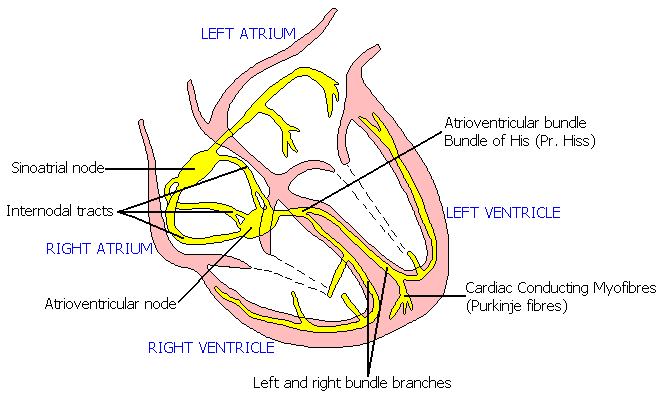 LEFT ATRIUM
Atrioventricular bundle
Bundle of His (Pr. Hiss)
Sinoatrial node
Internodal tracts
LEFT VENTRICLE
RIGHT ATRIUM
Cardiac Conducting Myofibres
(Purkinje fibres)
Atrioventricular node
RIGHT VENTRICLE
Left and right bundle branches